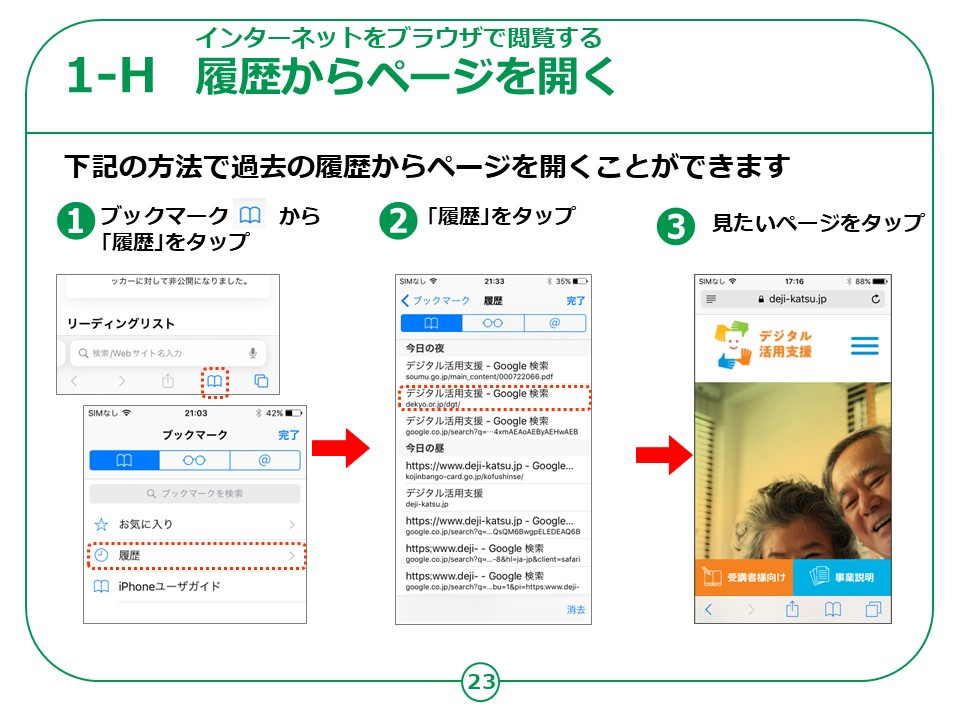 インターネットをブラウザで閲覧する
1-H 履歴からページを開く
下記の方法で過去の履歴からページを開くことができます
1 ブックマーク から
「履歴」をタップ
2 「履歴」をタップ
3 見たいページをタップ
ッカーに対して非公開になりました。
リーディングリスト
検索/Webサイト名入力
SIMなし 21:03 42%
ブックマーク 完了
@
ブックマークを検索
お気に入り
履歴
iPhoneユーザガイド
SIMなし 21:33 35%
ブックマーク 履歴 完了
@
今日の夜
デジタル活用支援 - Google 検索
soumu.go.jp/main_content/000722066.pdf
デジタル活用支援 - Google 検索
dekyo.or.jp/dgt/
デジタル活用支援 - Google 検索
google.co.jp/search?q=…4xmAEAoAEByAEHwAEB
今日の昼
https://www.deji-katsu.jp - Google...
kojinbango-card.go.jp/kofushinse/
デジタル活用支援
deji-katsu.jp
https://www.deji-katsu.jp - Google...
google.co.jp/search?q=...QsQM6BwgpELEDEAQ6B
https;www.deji- - Google 検索
google.co.jp/search?q=...-8&hl=ja-jp&client=safari
https;www.deji- - Google 検索
google.co.jp/search?q=...bu=1&pi=https;www.deji-
消去
SIMなし 17:16 88%
deji-katsu.jp
デジタル
活用支援
受講者様向け
事業説明
23